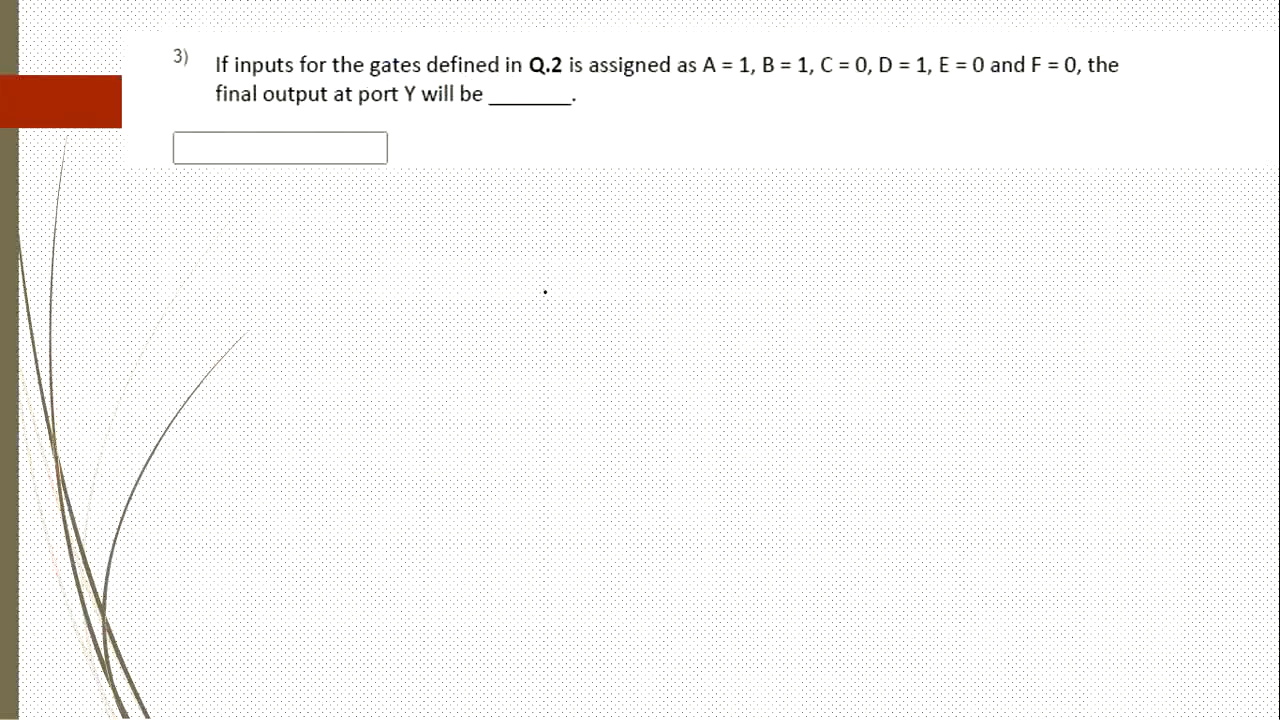 3)
If inputs for the gates defined in Q.2 is assigned as A = 1, B = 1, C = 0, D = 1, E = 0 and F = 0, the
final output at port Y will be _______.